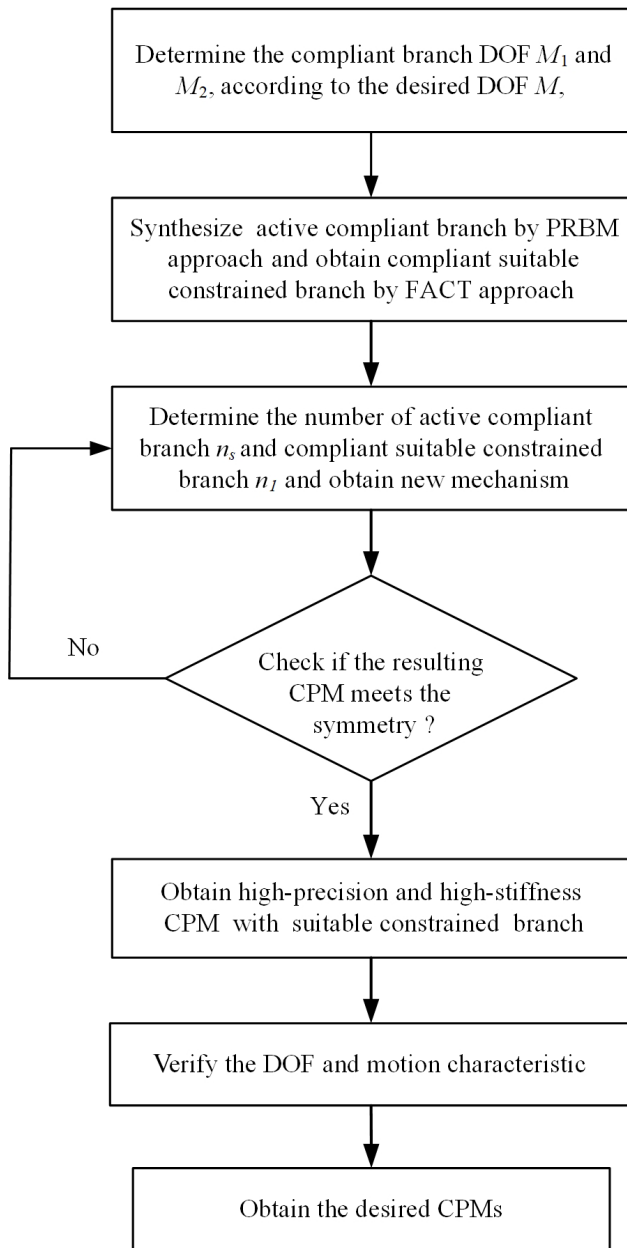 Determine the compliant branch DOF M₁ and
M₂, according to the desired DOF M,
Synthesize active compliant branch by PRBM
approach and obtain compliant suitable
constrained branch by FACT approach
Determine the number of active compliant
branch nₛ and compliant suitable constrained
branch n₁ and obtain new mechanism
No
Check if the resulting
CPM meets the
symmetry ?
Yes
Obtain high-precision and high-stiffness
CPM with suitable constrained branch
Verify the DOF and motion characteristic
Obtain the desired CPMs